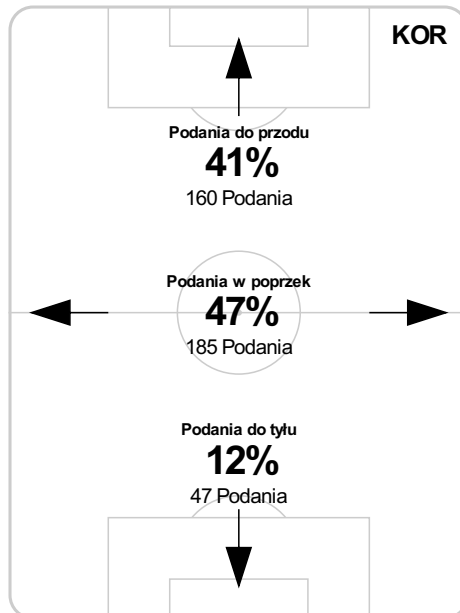 KOR
Podania do przodu
41%
160 Podania
Podania w poprzek
47%
185 Podania
Podania do tyłu
12%
47 Podania